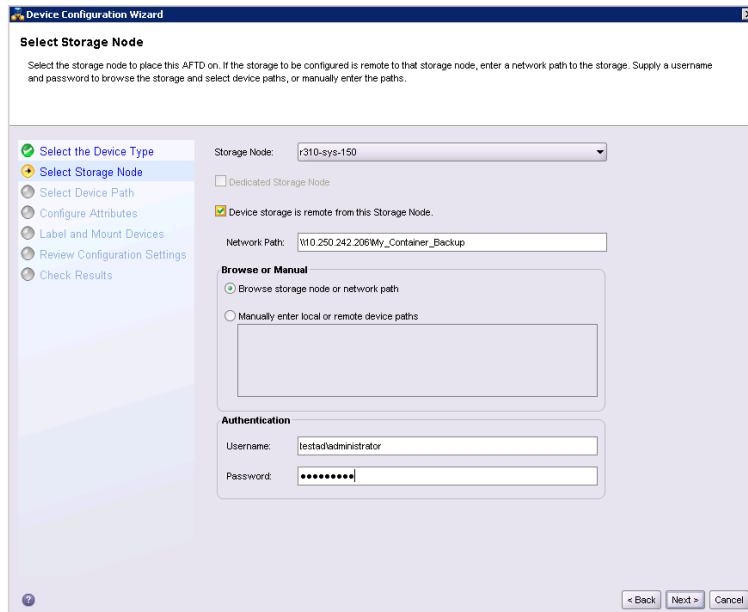 Device Configuration Wizard
Select Storage Node
Select the storage node to place this AFTD on. If the storage to be configured is remote to that storage node, enter a network path to the storage. Supply a username
and password to browse the storage and select device paths, or manually enter the paths.
Select the Device Type
Select Storage Node
Select Device Path
Configure Attributes
Label and Mount Devices
Review Configuration Settings
Check Results
Storage Node: r310-sys-150
Dedicated Storage Node
Device storage is remote from this Storage Node.
Network Path: \\10.250.242.206\My_Container_Backup
Browse or Manual
Browse storage node or network path
Manually enter local or remote device paths
Authentication
Username: testad\administrator
Password: ●●●●●●●●●
?
< Back Next > Cancel